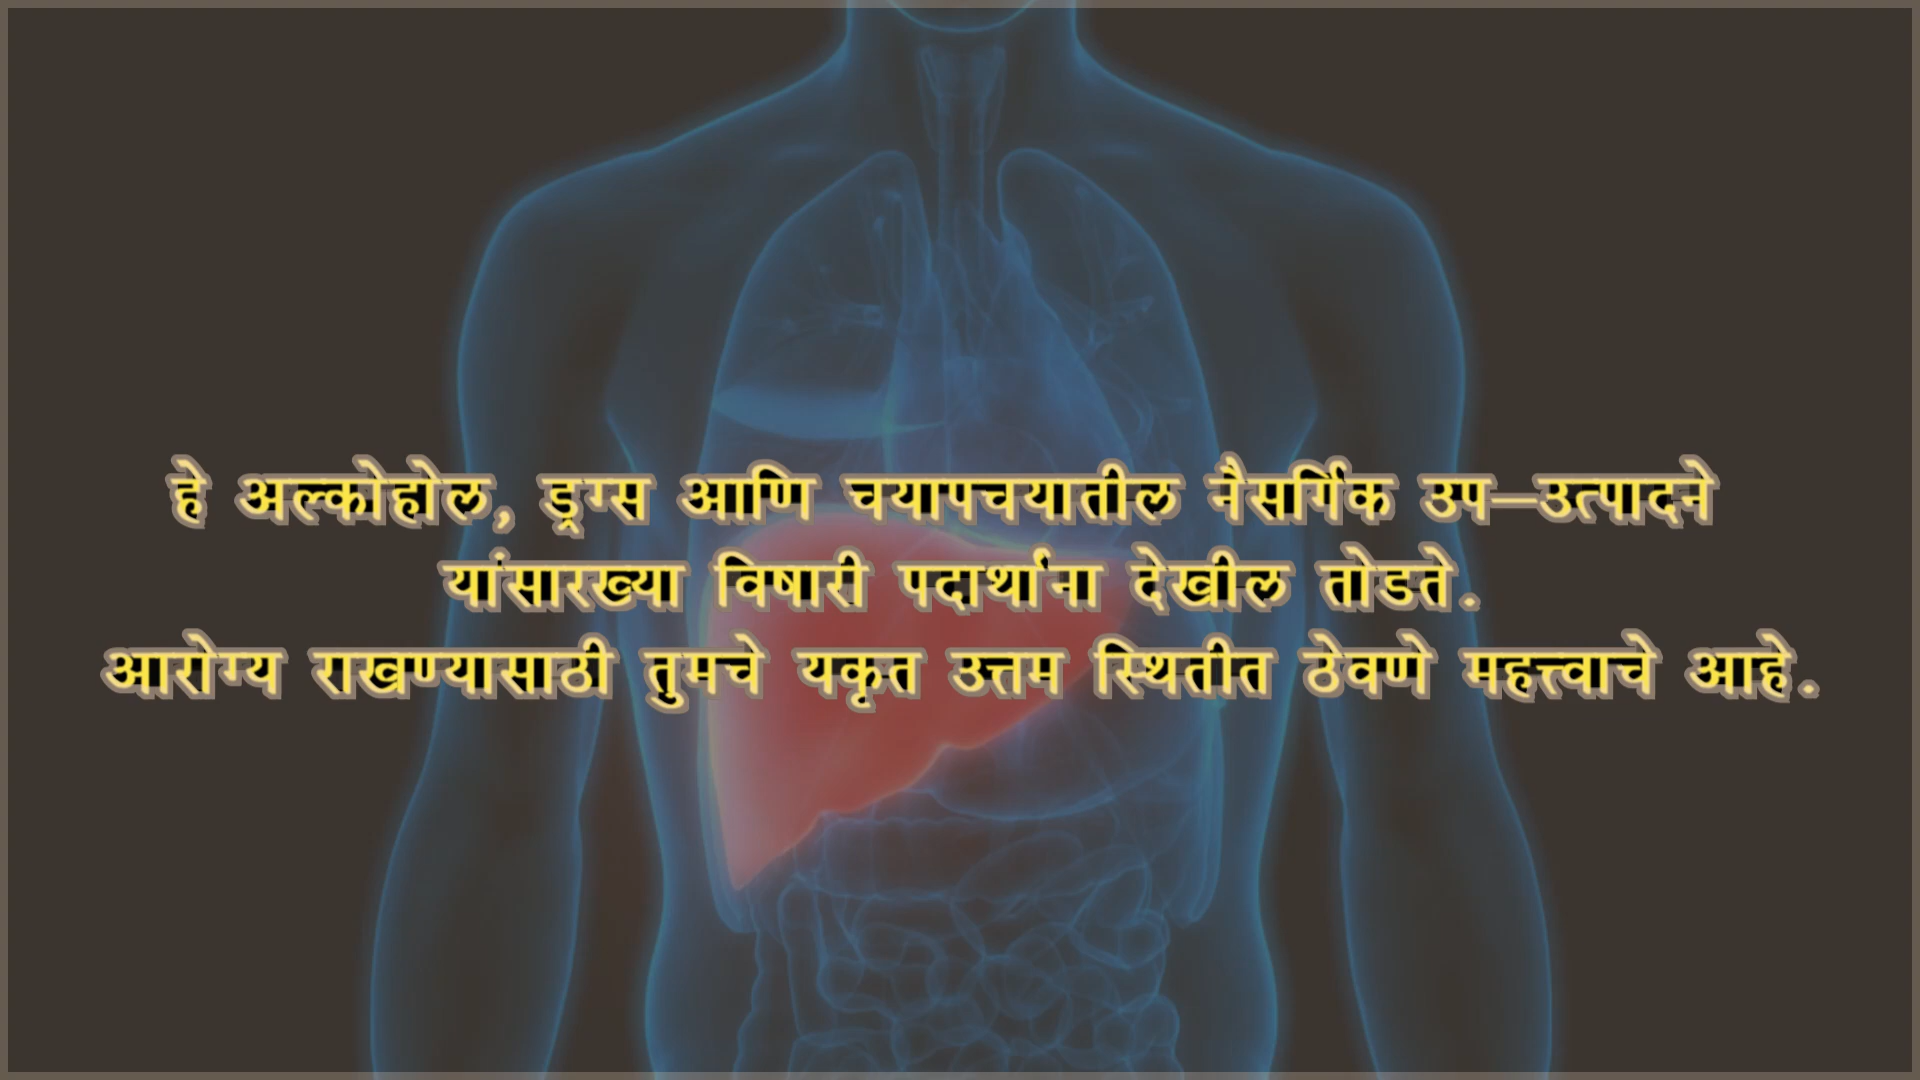 हे अल्कोहोल, ड्रग्स आणि चयापचयातील नैसर्गिक उप—उत्पादने
यांसारख्या विषारी पदार्थांना देखील तोडते.
आरोग्य राखण्यासाठी तुमचे यकृत उत्तम स्थितीत ठेवणे महत्त्वाचे आहे.